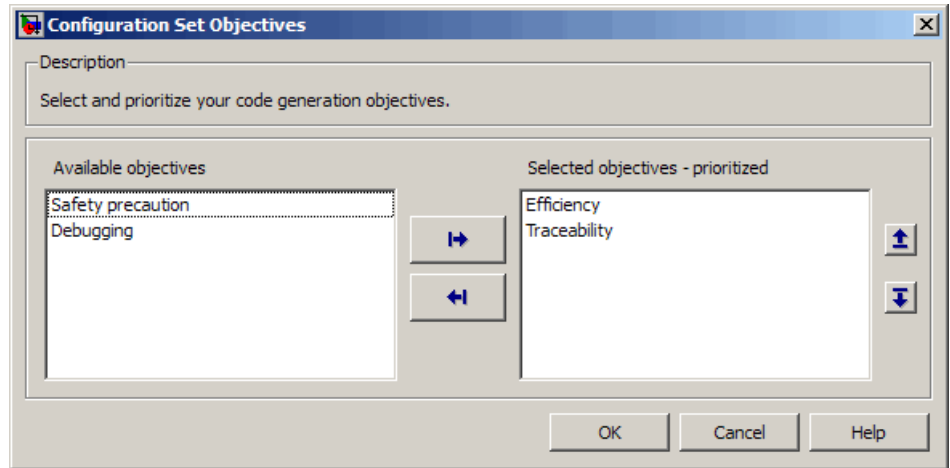 Configuration Set Objectives
Description
Select and prioritize your code generation objectives.
Available objectives
Safety precaution
Debugging
Selected objectives - prioritized
Efficiency
Traceability
OK
Cancel
Help